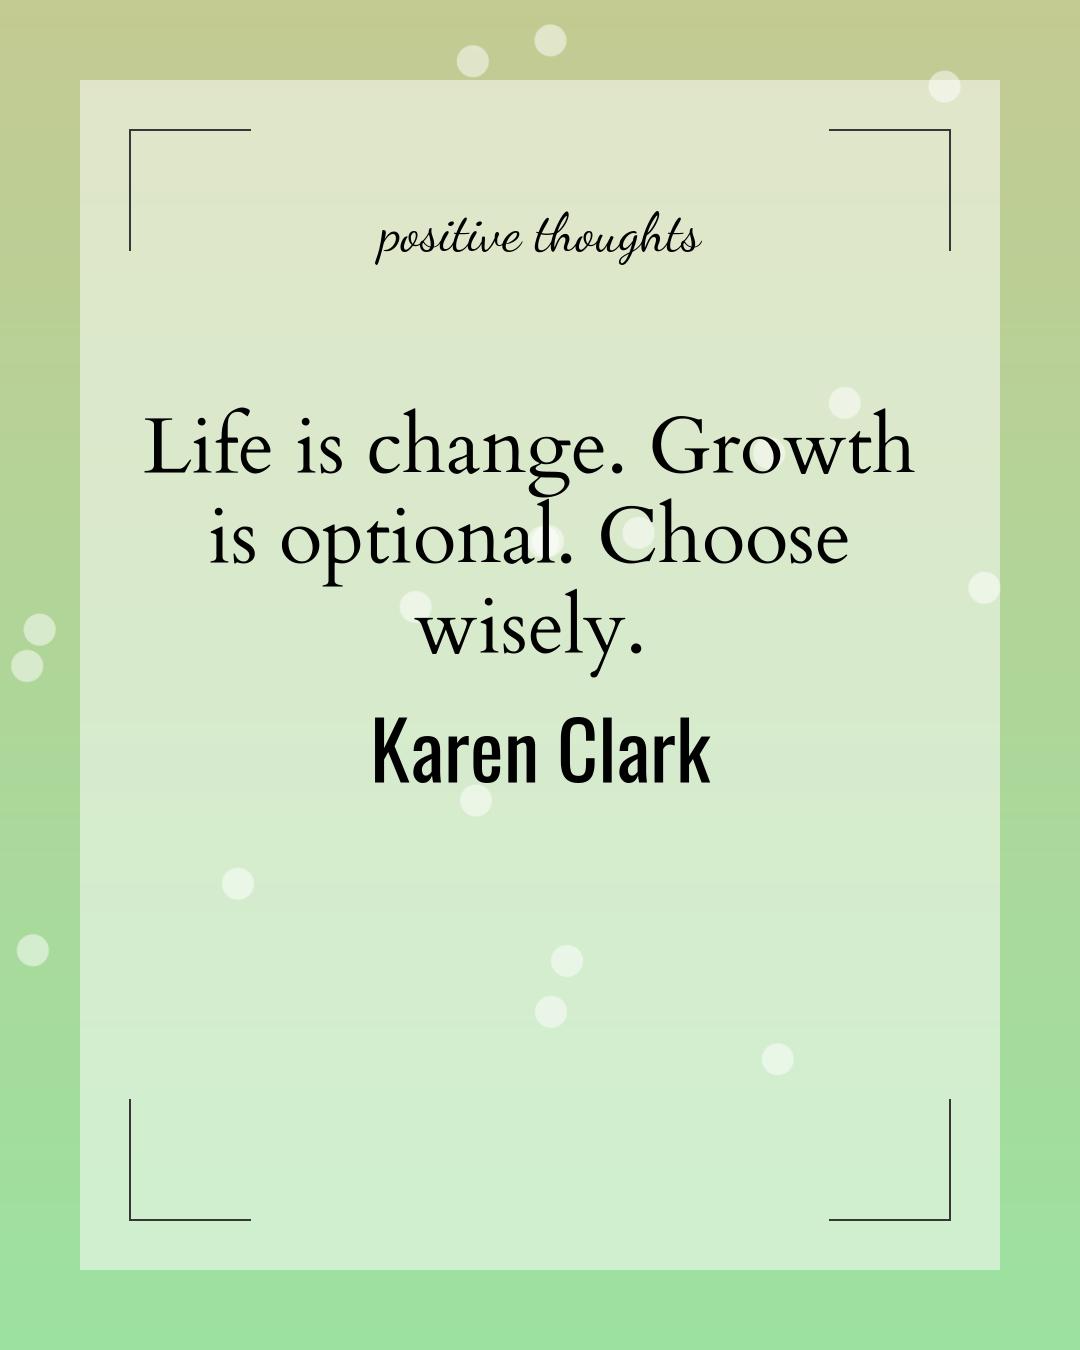 positive thoughts
Life is change. Growth
is optional. Choose
wisely.
Karen Clark